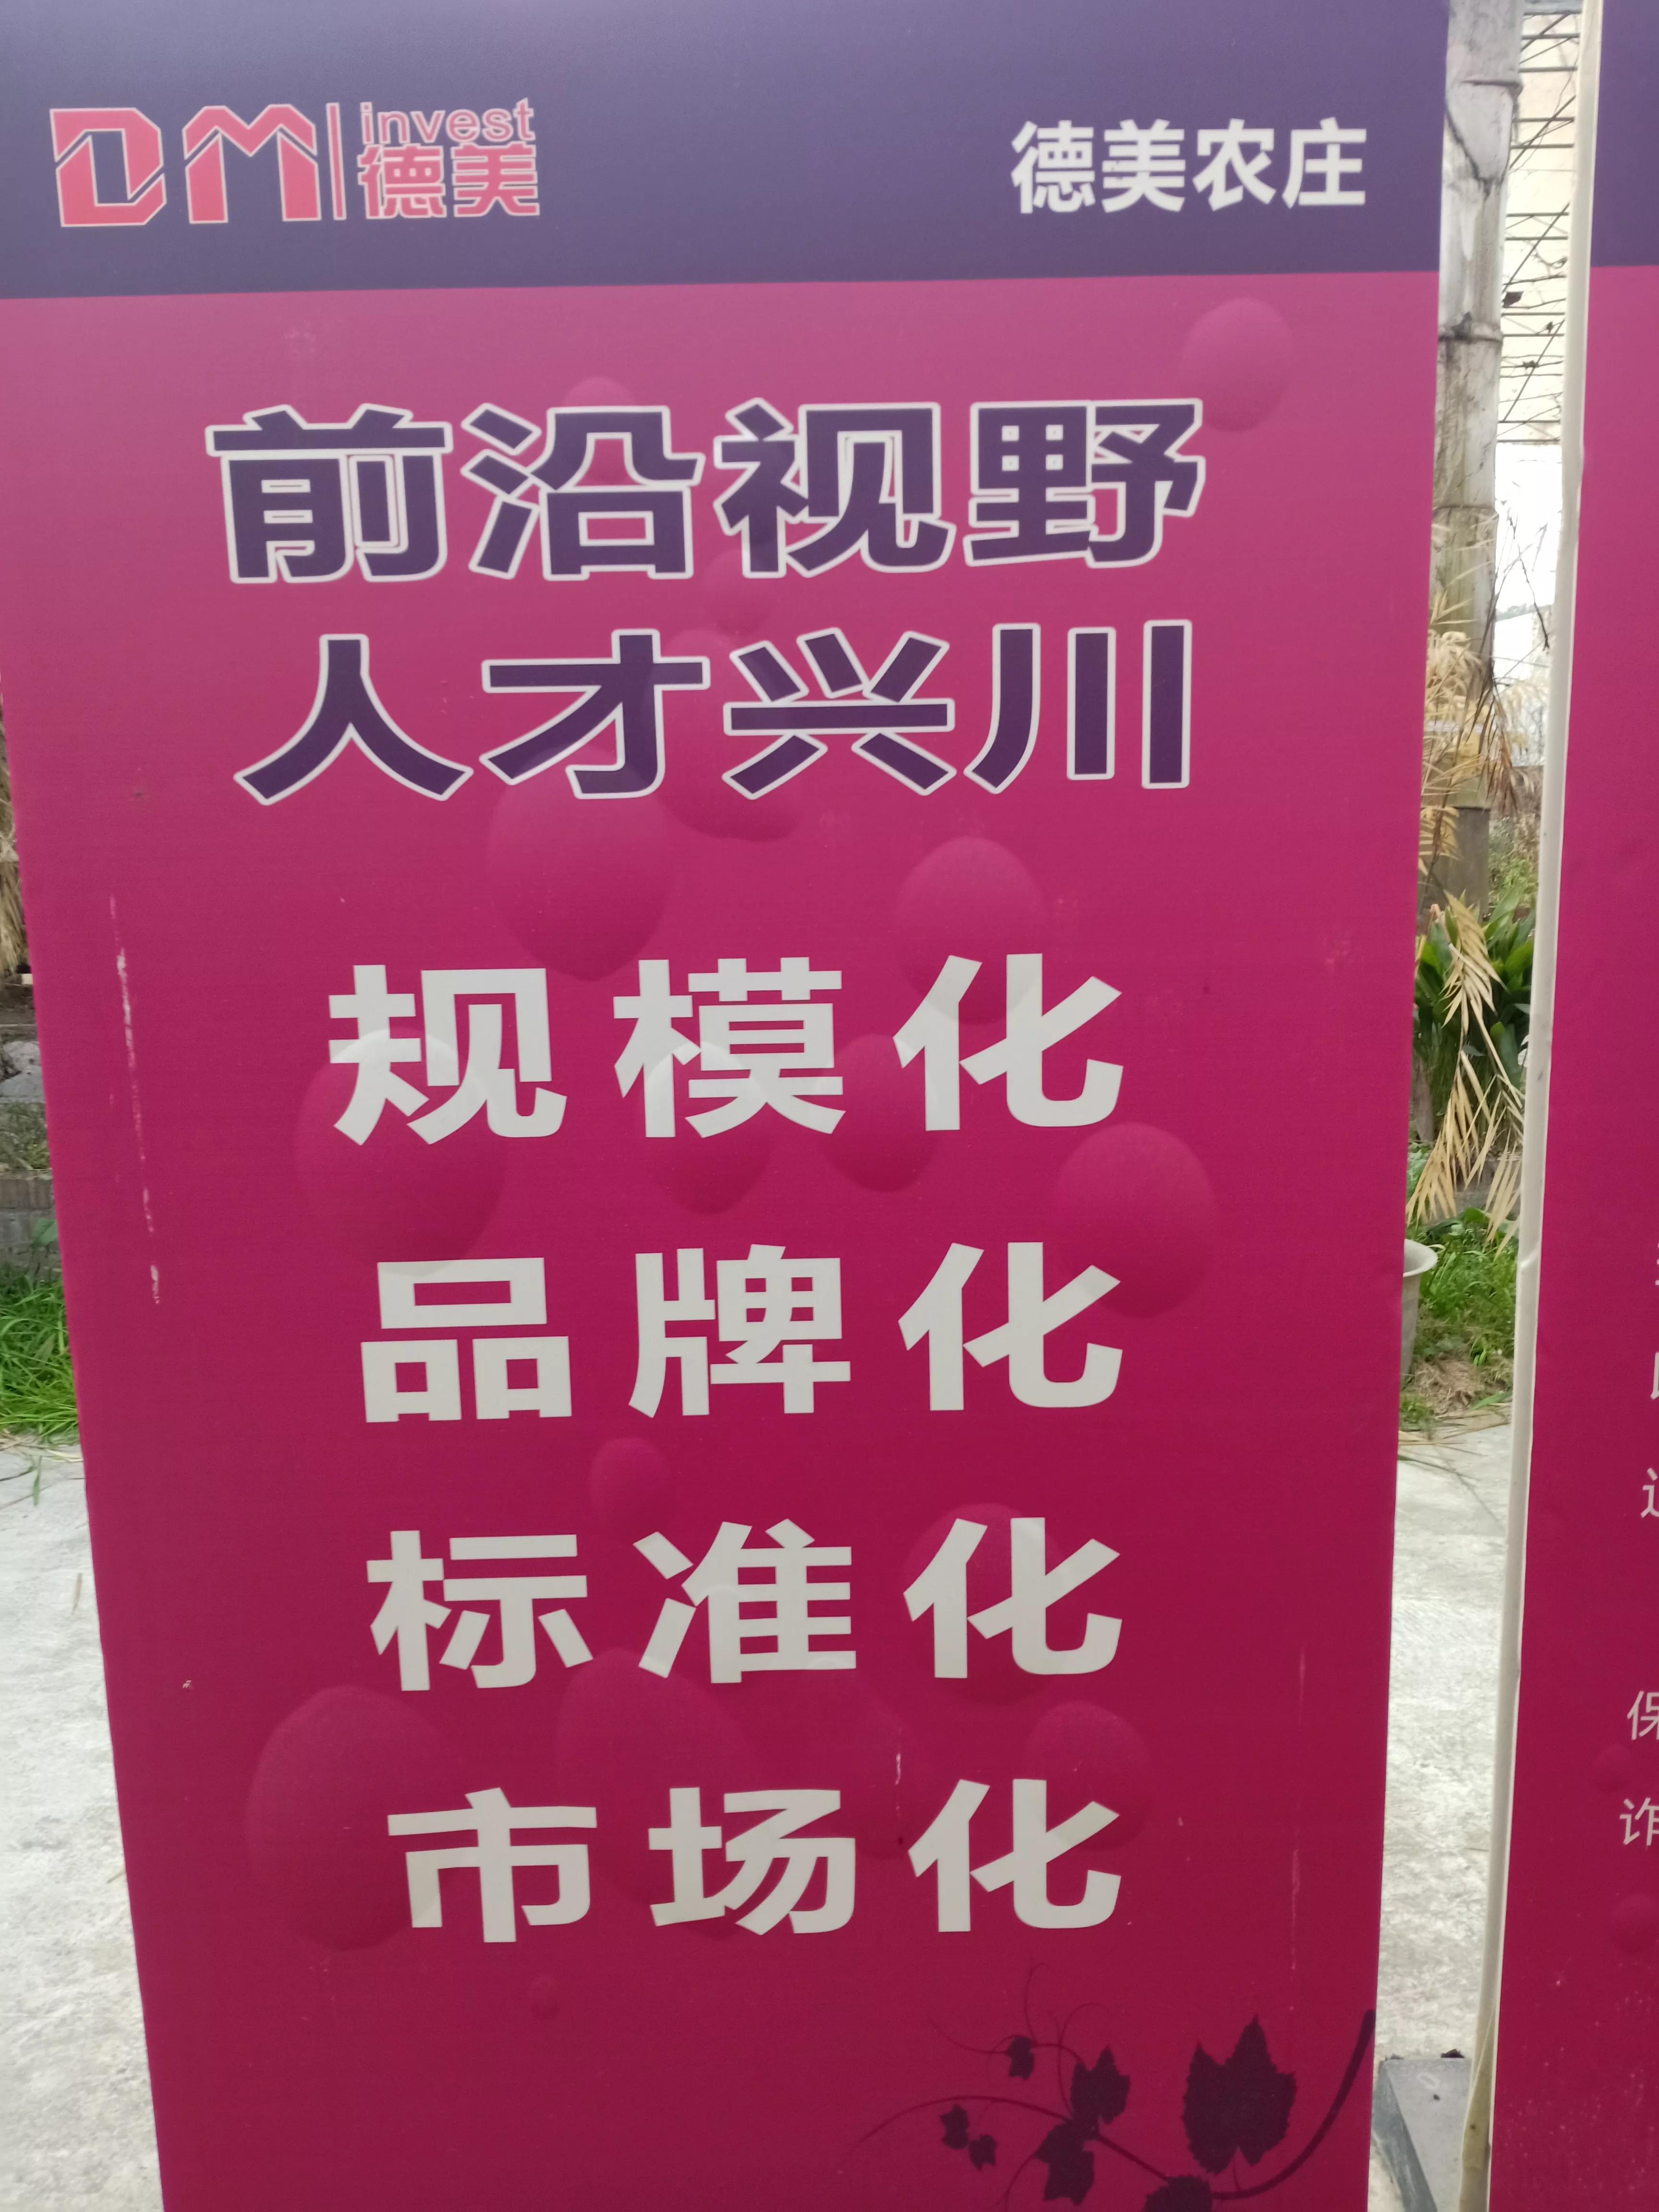 DM invest 德美
德美农庄
前沿视野
人才兴川
规模化
品牌化
标准化
市场化
诈